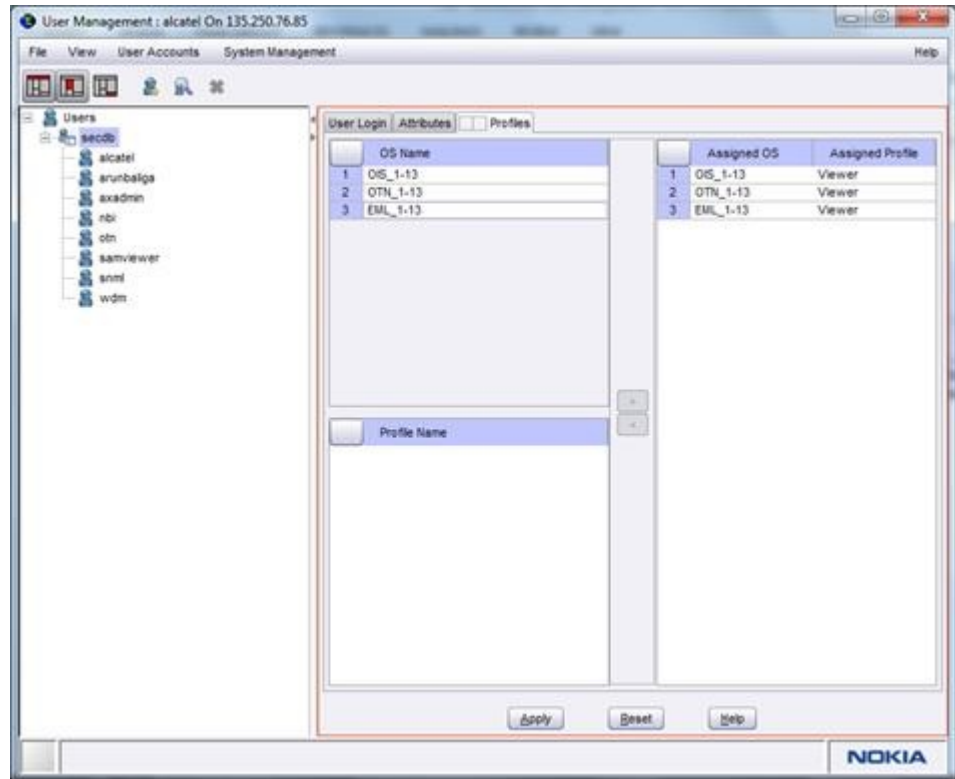 User Management : alcatel On 135.250.76.85
File View User Accounts System Management Help
Users
secdb
alcatel
arunbaliga
axadmin
nbi
otn
samviewer
snml
wdm
User Login Attributes Profiles
OS Name
1 OIS_1-13
2 OTN_1-13
3 EML_1-13
Assigned OS Assigned Profile
1 OIS_1-13 Viewer
2 OTN_1-13 Viewer
3 EML_1-13 Viewer
Profile Name
Apply Reset Help
NOKIA